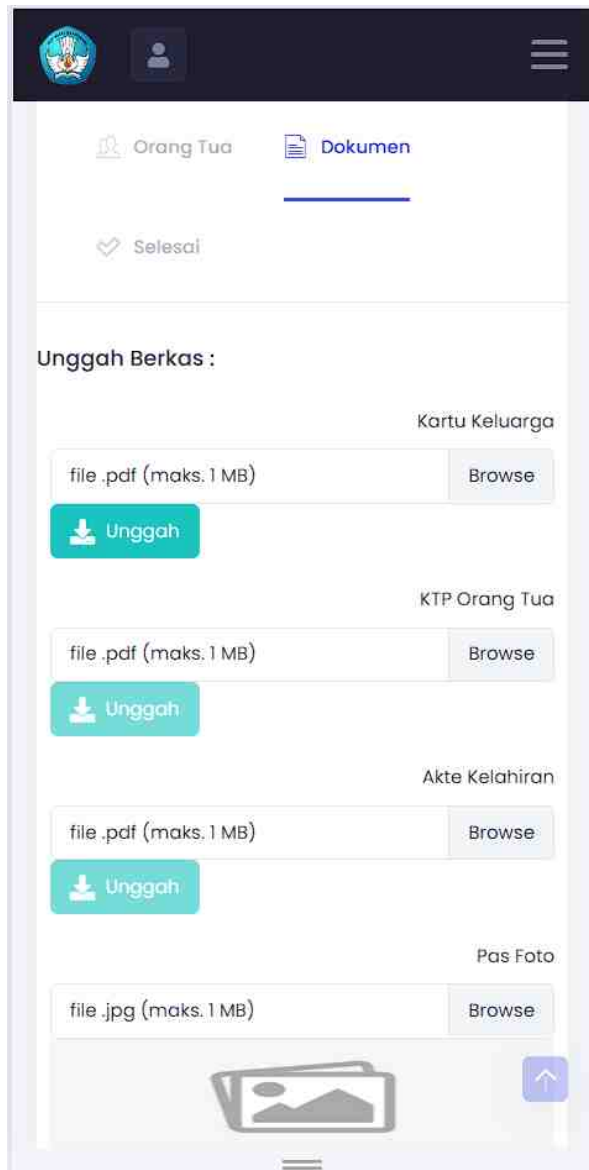 Orang Tua
Dokumen
Selesai
Unggah Berkas :
Kartu Keluarga
file .pdf (maks. 1 MB)
Browse
Unggah
KTP Orang Tua
file .pdf (maks. 1 MB)
Browse
Unggah
Akte Kelahiran
file .pdf (maks. 1 MB)
Browse
Unggah
Pas Foto
file .jpg (maks. 1 MB)
Browse